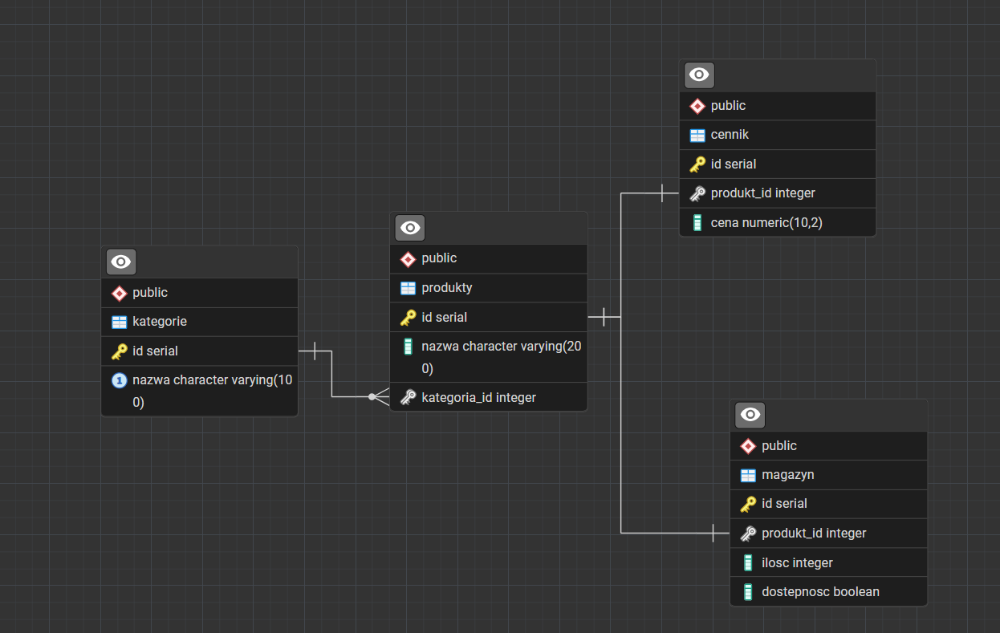 public
kategorie
id serial
1
nazwa character varying(10
0)
public
produkty
id serial
nazwa character varying(20
0)
kategoria_id integer
public
cennik
id serial
produkt_id integer
cena numeric(10,2)
public
magazyn
id serial
produkt_id integer
ilosc integer
dostepnosc boolean